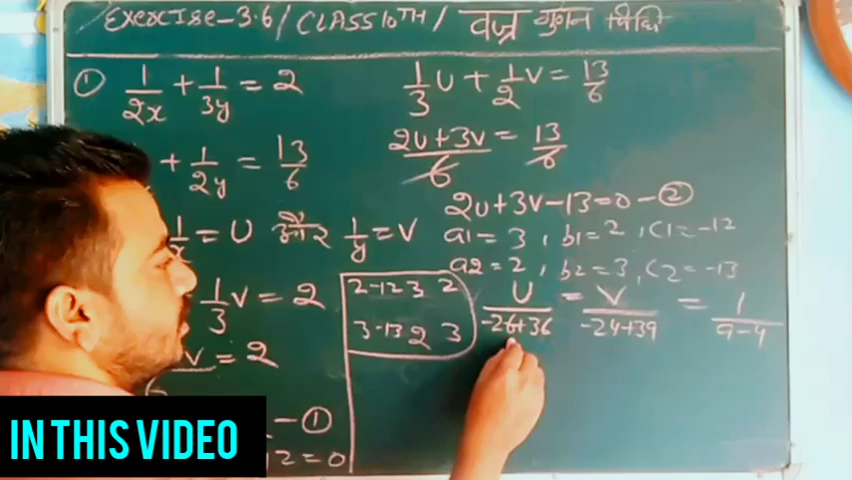 Exercise-3.6/CLASS10TH/ वज्र गुणन विधि
① 1/2x + 1/3y = 2
+ 1/2y = 13/6
1/x = U और 1/y = V
1/3 V = 2
V = 2
- ①
12 = 0
1/3 U + 1/2 V = 13/6
2U+3V/6 = 13/6
2U+3V-13=0 - ②
a1 = 3, b1 = 2, C1 = -12
a2 = 2, b2 = 3, C2 = -13
2 -12 3 2
3 -13 2 3
U/-26+36 = V/-24+39 = 1/9-4
IN THIS VIDEO